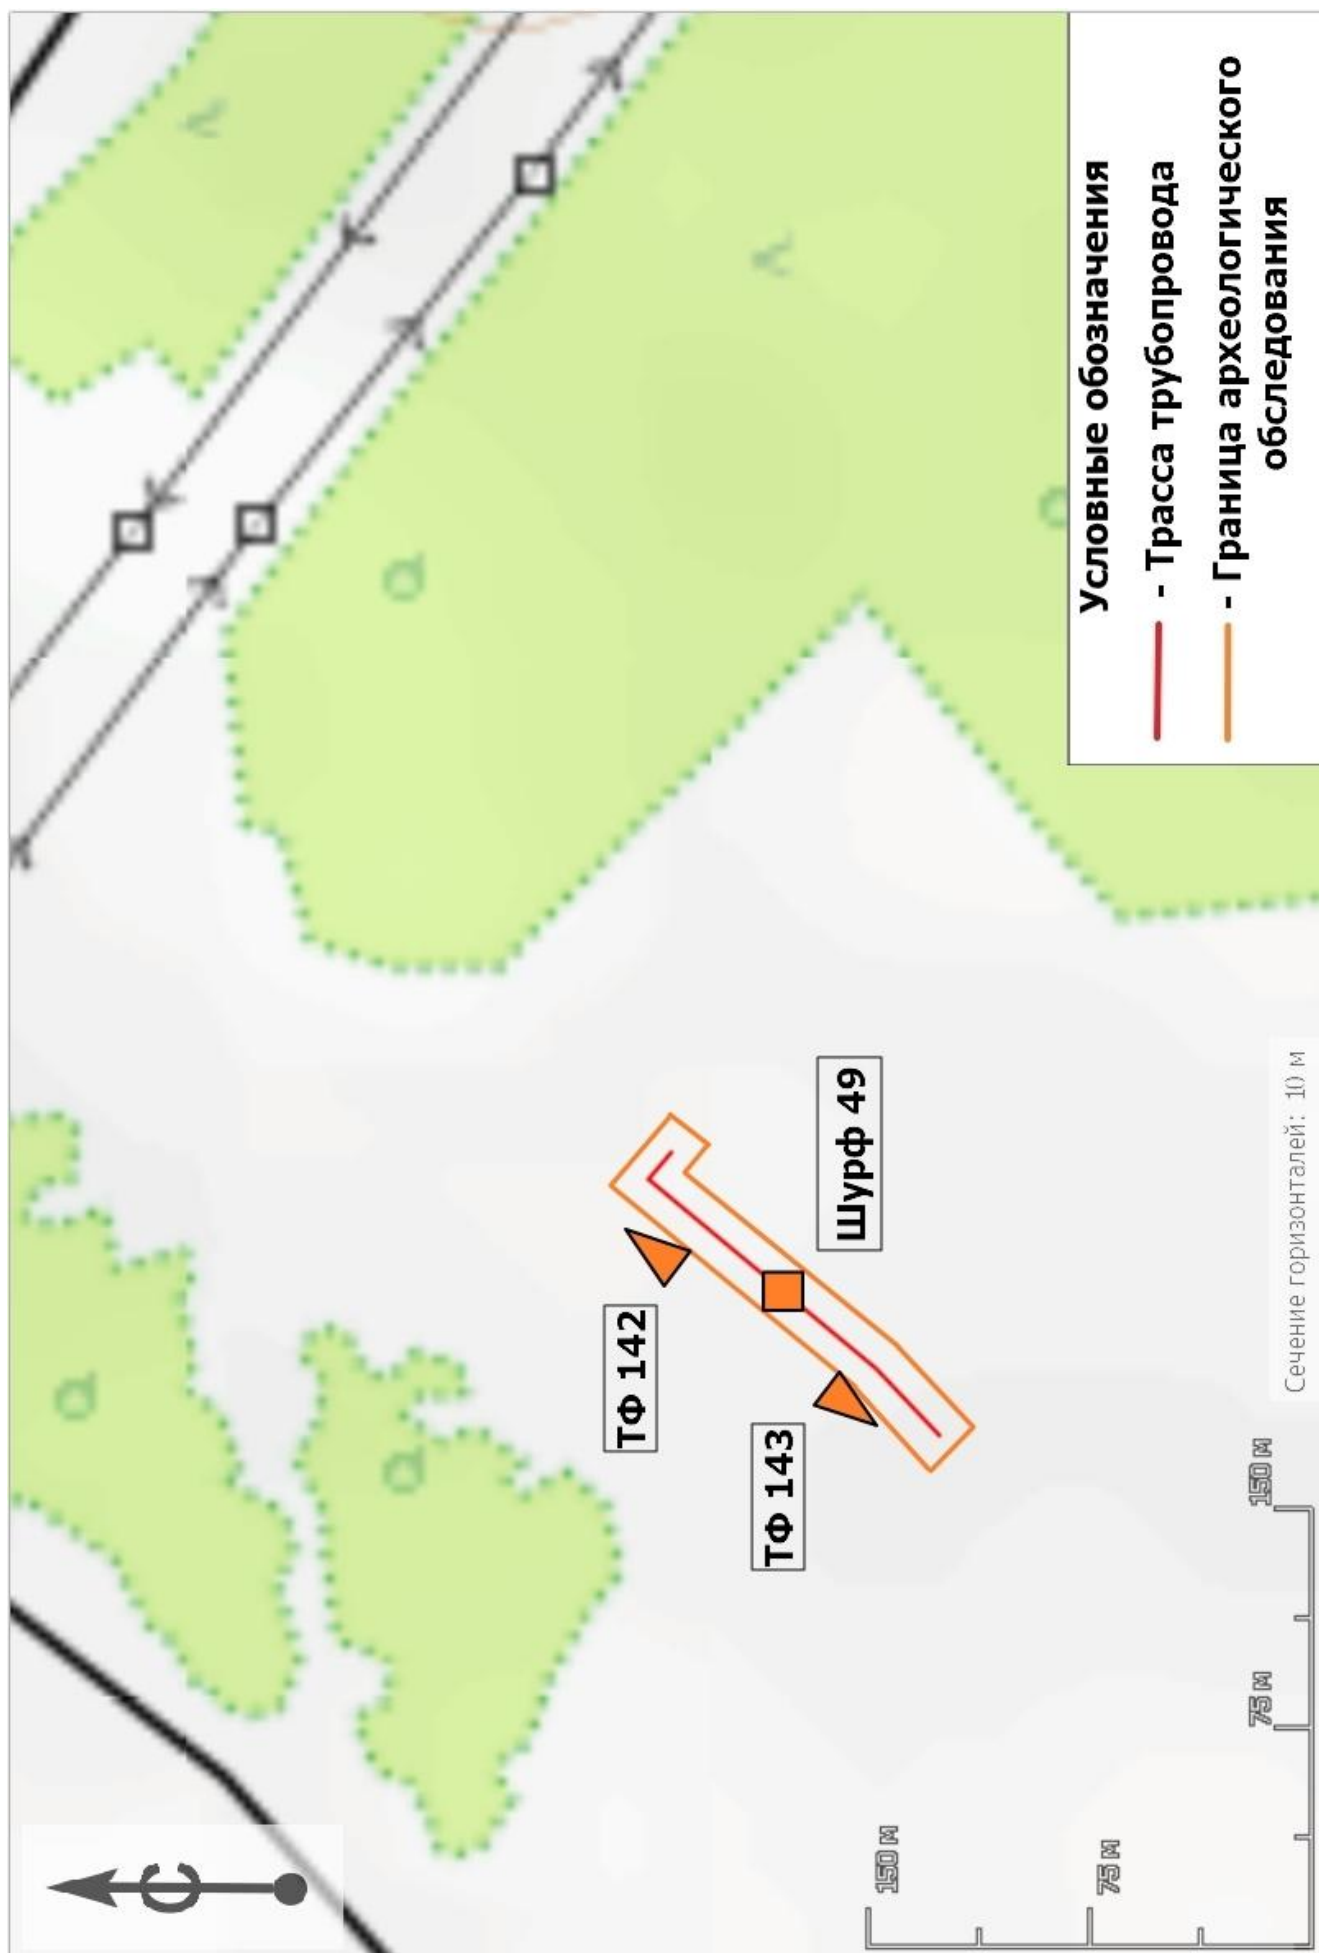 С
ТФ 142
ТФ 143
Шурф 49
150 м
75 м
75 м
150 м
Сечение горизонталей: 10 м
Условные обозначения
- Трасса трубопровода
- Граница археологического
обследования